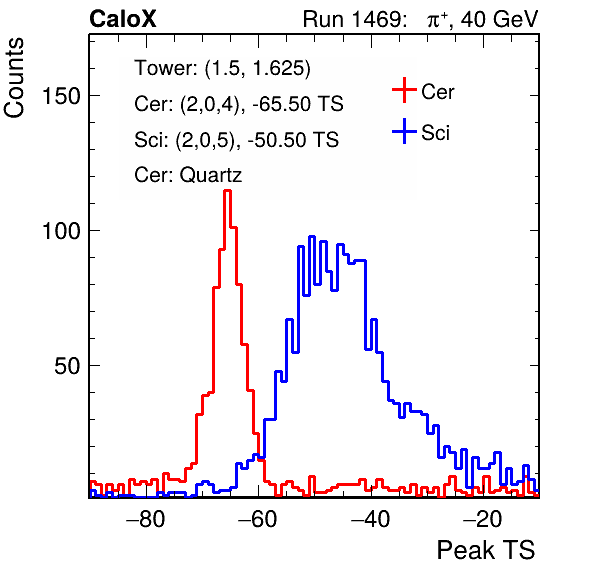 CaloX Run 1469: π⁺, 40 GeV
Counts
Tower: (1.5, 1.625)
Cer: (2,0,4), -65.50 TS
Sci: (2,0,5), -50.50 TS
Cer: Quartz
Cer
Sci
150
100
50
−80 −60 −40 −20
Peak TS